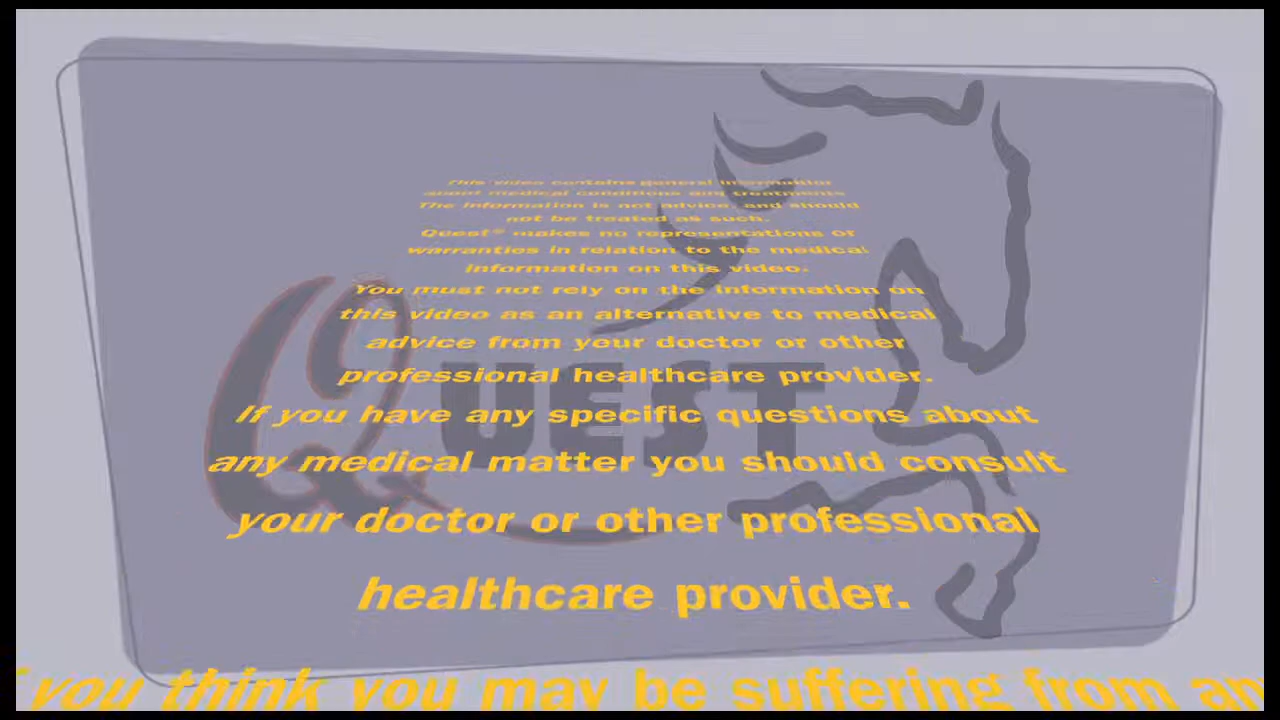 This video contains general information
about medical conditions and treatments
The information is not advice, and should
not be treated as such.
Quest® makes no representations or
warranties in relation to the medical
information on this video.
You must not rely on the information on
this video as an alternative to medical
advice from your doctor or other
professional healthcare provider.
If you have any specific questions about
any medical matter you should consult
your doctor or other professional
healthcare provider.
If you think you may be suffering from an
QUEST